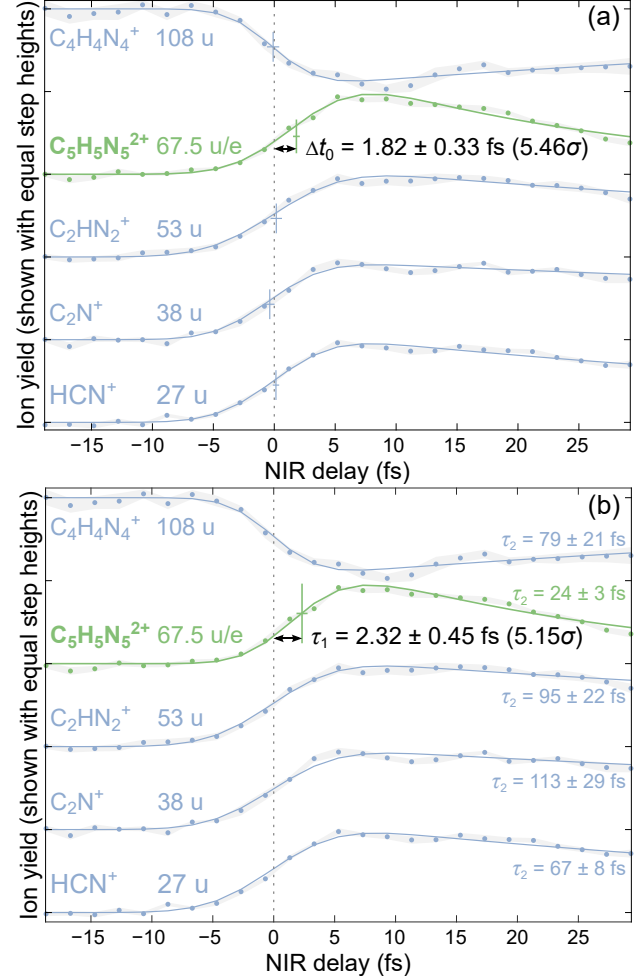 Ion yield (shown with equal step heights)
(a)
C₄H₄N₄⁺ 108 u
C₅H₅N₅²⁺ 67.5 u/e
Δt₀ = 1.82 ± 0.33 fs (5.46σ)
C₂HN₂⁺ 53 u
C₂N⁺ 38 u
HCN⁺ 27 u
−15 −10 −5 0 5 10 15 20 25
NIR delay (fs)
Ion yield (shown with equal step heights)
(b)
C₄H₄N₄⁺ 108 u
τ₂ = 79 ± 21 fs
τ₂ = 24 ± 3 fs
C₅H₅N₅²⁺ 67.5 u/e
τ₁ = 2.32 ± 0.45 fs (5.15σ)
C₂HN₂⁺ 53 u
τ₂ = 95 ± 22 fs
C₂N⁺ 38 u
τ₂ = 113 ± 29 fs
HCN⁺ 27 u
τ₂ = 67 ± 8 fs
−15 −10 −5 0 5 10 15 20 25
NIR delay (fs)